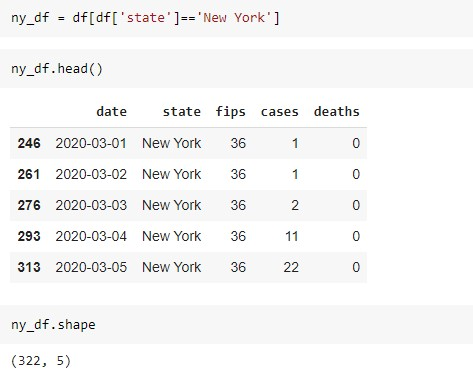 ny_df = df[df['state']=='New York']
ny_df.head()
date state fips cases deaths
246 2020-03-01 New York 36 1 0
261 2020-03-02 New York 36 1 0
276 2020-03-03 New York 36 2 0
293 2020-03-04 New York 36 11 0
313 2020-03-05 New York 36 22 0
ny_df.shape
(322, 5)